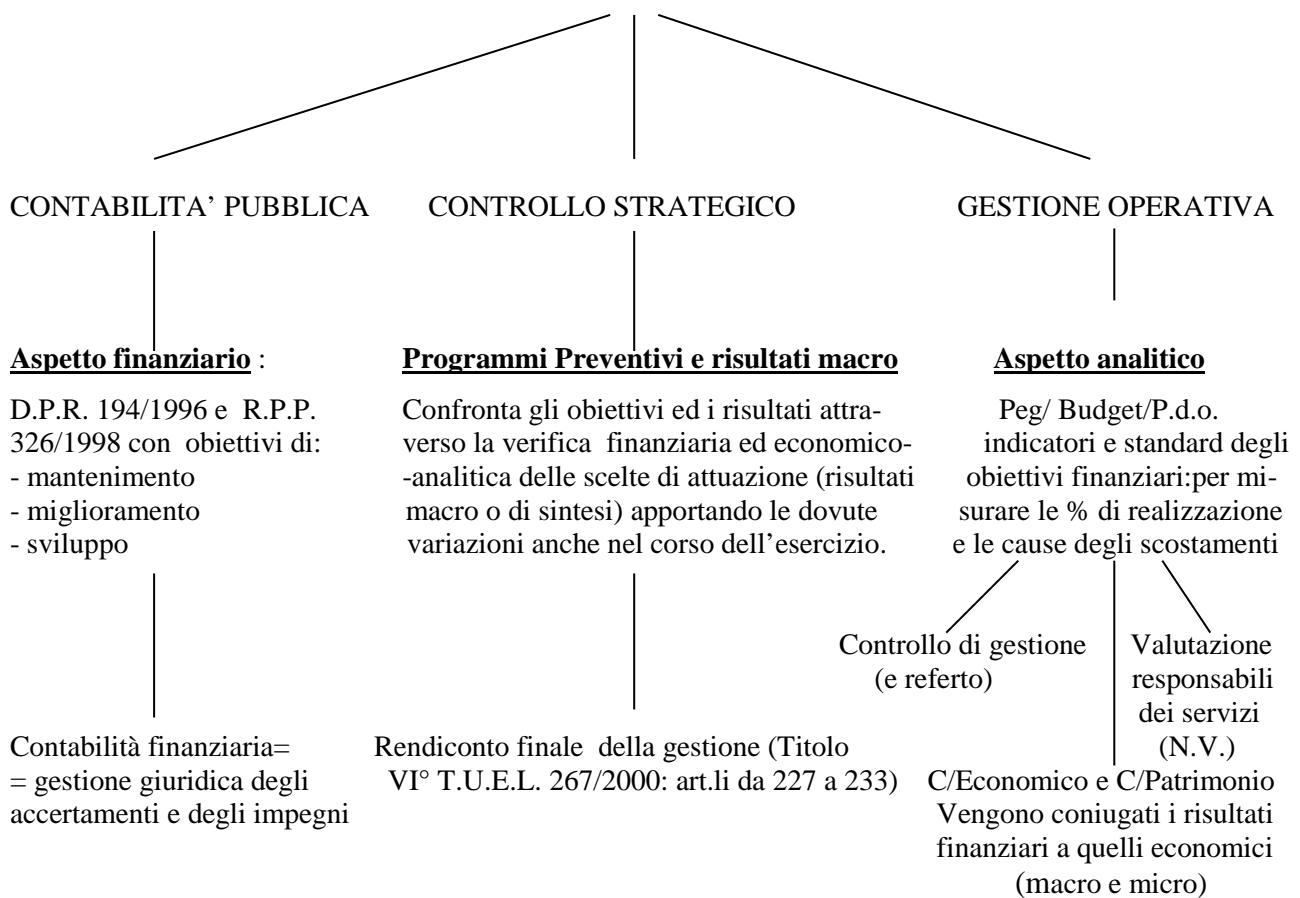 CONTABILITA’ PUBBLICA
CONTROLLO STRATEGICO
GESTIONE OPERATIVA
Aspetto finanziario :
D.P.R. 194/1996 e R.P.P.
326/1998 con obiettivi di:
- mantenimento
- miglioramento
- sviluppo
Contabilità finanziaria=
= gestione giuridica degli
accertamenti e degli impegni
Programmi Preventivi e risultati macro
Confronta gli obiettivi ed i risultati attra-
verso la verifica finanziaria ed economico-
-analitica delle scelte di attuazione (risultati
macro o di sintesi) apportando le dovute
variazioni anche nel corso dell’esercizio.
Rendiconto finale della gestione (Titolo
VI° T.U.E.L. 267/2000: art.li da 227 a 233)
Aspetto analitico
Peg/ Budget/P.d.o.
indicatori e standard degli
obiettivi finanziari:per mi-
surare le % di realizzazione
e le cause degli scostamenti
Controllo di gestione
(e referto)
Valutazione
responsabili
dei servizi
(N.V.)
C/Economico e C/Patrimonio
Vengono coniugati i risultati
finanziari a quelli economici
(macro e micro)